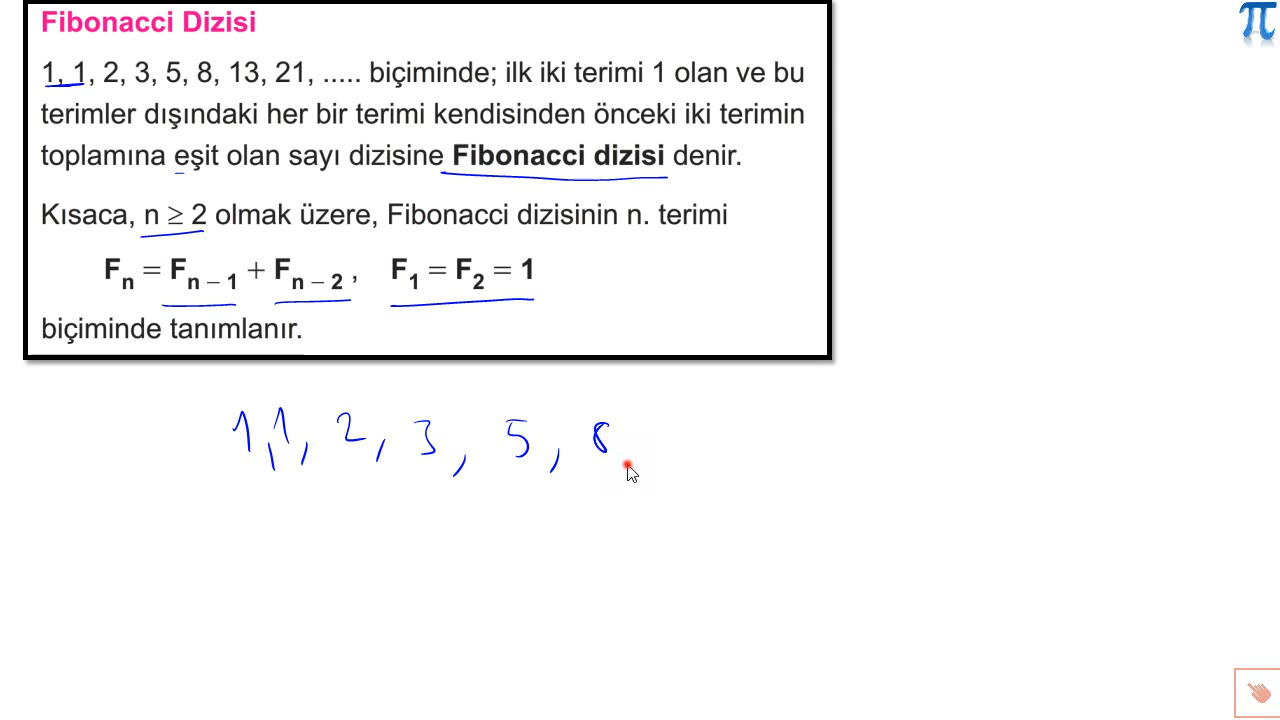 Fibonacci Dizisi
1, 1, 2, 3, 5, 8, 13, 21, ..... biçiminde; ilk iki terimi 1 olan ve bu
terimler dışındaki her bir terimi kendisinden önceki iki terimin
toplamına eşit olan sayı dizisine Fibonacci dizisi denir.
Kısaca, n ≥ 2 olmak üzere, Fibonacci dizisinin n. terimi
Fn = Fn – 1 + Fn – 2 , F1 = F2 = 1
biçiminde tanımlanır.
1, 1, 2, 3, 5, 8
π